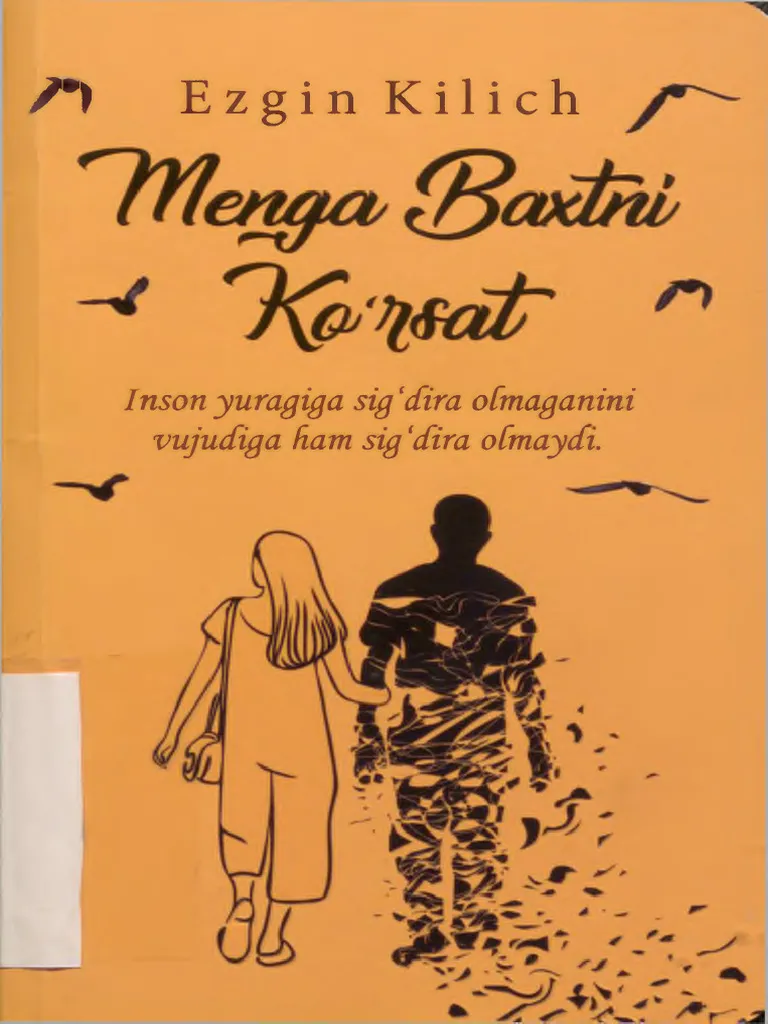 Ezgin Kilich
Menga Baxtni
Ko‘rsat
Inson yuragiga sig‘dira olmaganini
vujudiga ham sig‘dira olmaydi.